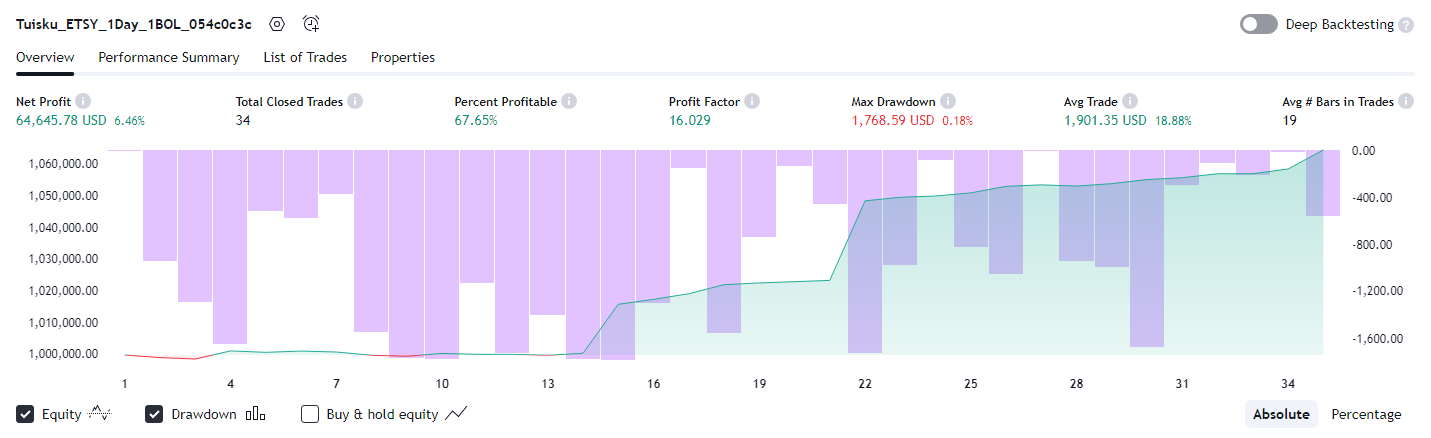 Tuisku_ETSY_1Day_1BOL_054c0c3c Deep Backtesting ?
Overview Performance Summary List of Trades Properties
Net Profit i Total Closed Trades i Percent Profitable i Profit Factor i Max Drawdown i Avg Trade i Avg # Bars in Trades i
64,645.78 USD 6.46% 34 67.65% 16.029 1,768.59 USD 0.18% 1,901.35 USD 18.88% 19
1,060,000.00 0.00
1,050,000.00 -400.00
1,040,000.00 -800.00
1,030,000.00
1,020,000.00 -1,200.00
1,010,000.00 -1,600.00
1,000,000.00
1 4 7 10 13 16 19 22 25 28 31 34
Equity Drawdown Buy & hold equity Absolute Percentage